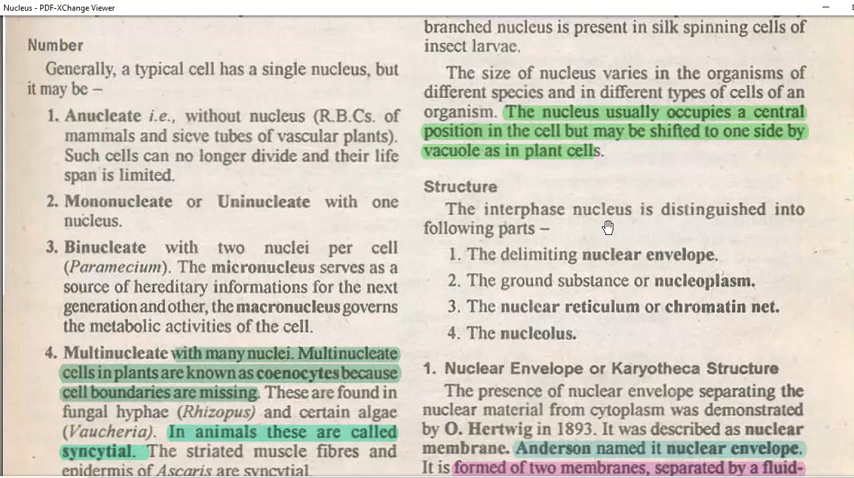 Nucleus - PDF-XChange Viewer
Number
Generally, a typical cell has a single nucleus, but
it may be –
1. Anucleate i.e., without nucleus (R.B.Cs. of
mammals and sieve tubes of vascular plants).
Such cells can no longer divide and their life
span is limited.
2. Mononucleate or Uninucleate with one
nucleus.
3. Binucleate with two nuclei per cell
(Paramecium). The micronucleus serves as a
source of hereditary informations for the next
generation and other, the macronucleus governs
the metabolic activities of the cell.
4. Multinucleate with many nuclei. Multinucleate
cells in plants are known as coenocytes because
cell boundaries are missing. These are found in
fungal hyphae (Rhizopus) and certain algae
(Vaucheria). In animals these are called
syncytial. The striated muscle fibres and
epidermis of Ascaris are syncytial.
branched nucleus is present in silk spinning cells of
insect larvae.
The size of nucleus varies in the organisms of
different species and in different types of cells of an
organism. The nucleus usually occupies a central
position in the cell but may be shifted to one side by
vacuole as in plant cells.
Structure
The interphase nucleus is distinguished into
following parts –
1. The delimiting nuclear envelope.
2. The ground substance or nucleoplasm.
3. The nuclear reticulum or chromatin net.
4. The nucleolus.
1. Nuclear Envelope or Karyotheca Structure
The presence of nuclear envelope separating the
nuclear material from cytoplasm was demonstrated
by O. Hertwig in 1893. It was described as nuclear
membrane. Anderson named it nuclear envelope.
It is formed of two membranes, separated by a fluid-